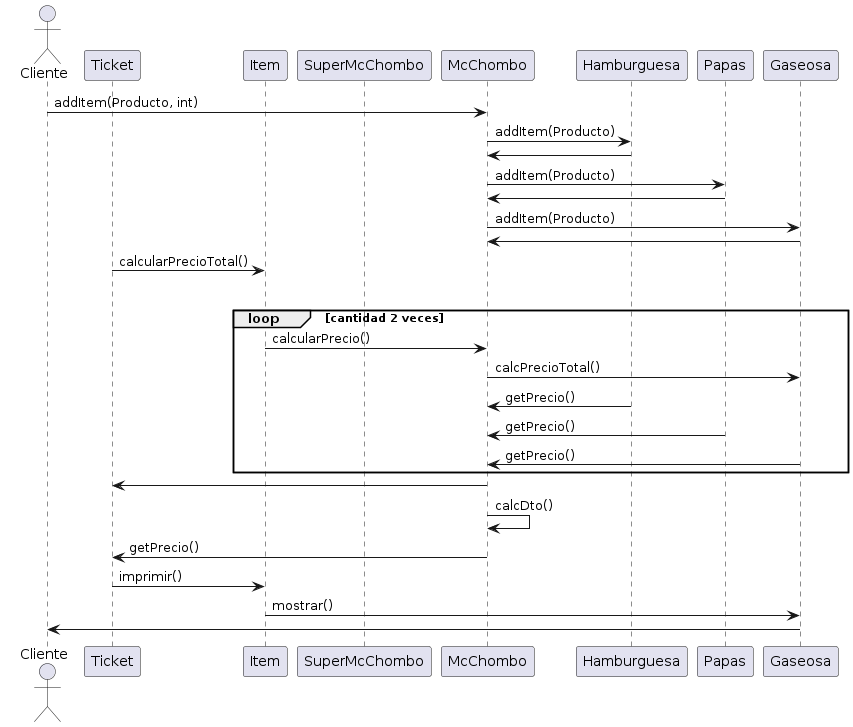 Cliente
Ticket
Item
SuperMcChombo
McChombo
Hamburguesa
Papas
Gaseosa
addItem(Producto, int)
addItem(Producto)
addItem(Producto)
addItem(Producto)
calcularPrecioTotal()
loop [cantidad 2 veces]
calcularPrecio()
calcPrecioTotal()
getPrecio()
getPrecio()
getPrecio()
calcDto()
getPrecio()
imprimir()
mostrar()
Cliente
Ticket
Item
SuperMcChombo
McChombo
Hamburguesa
Papas
Gaseosa